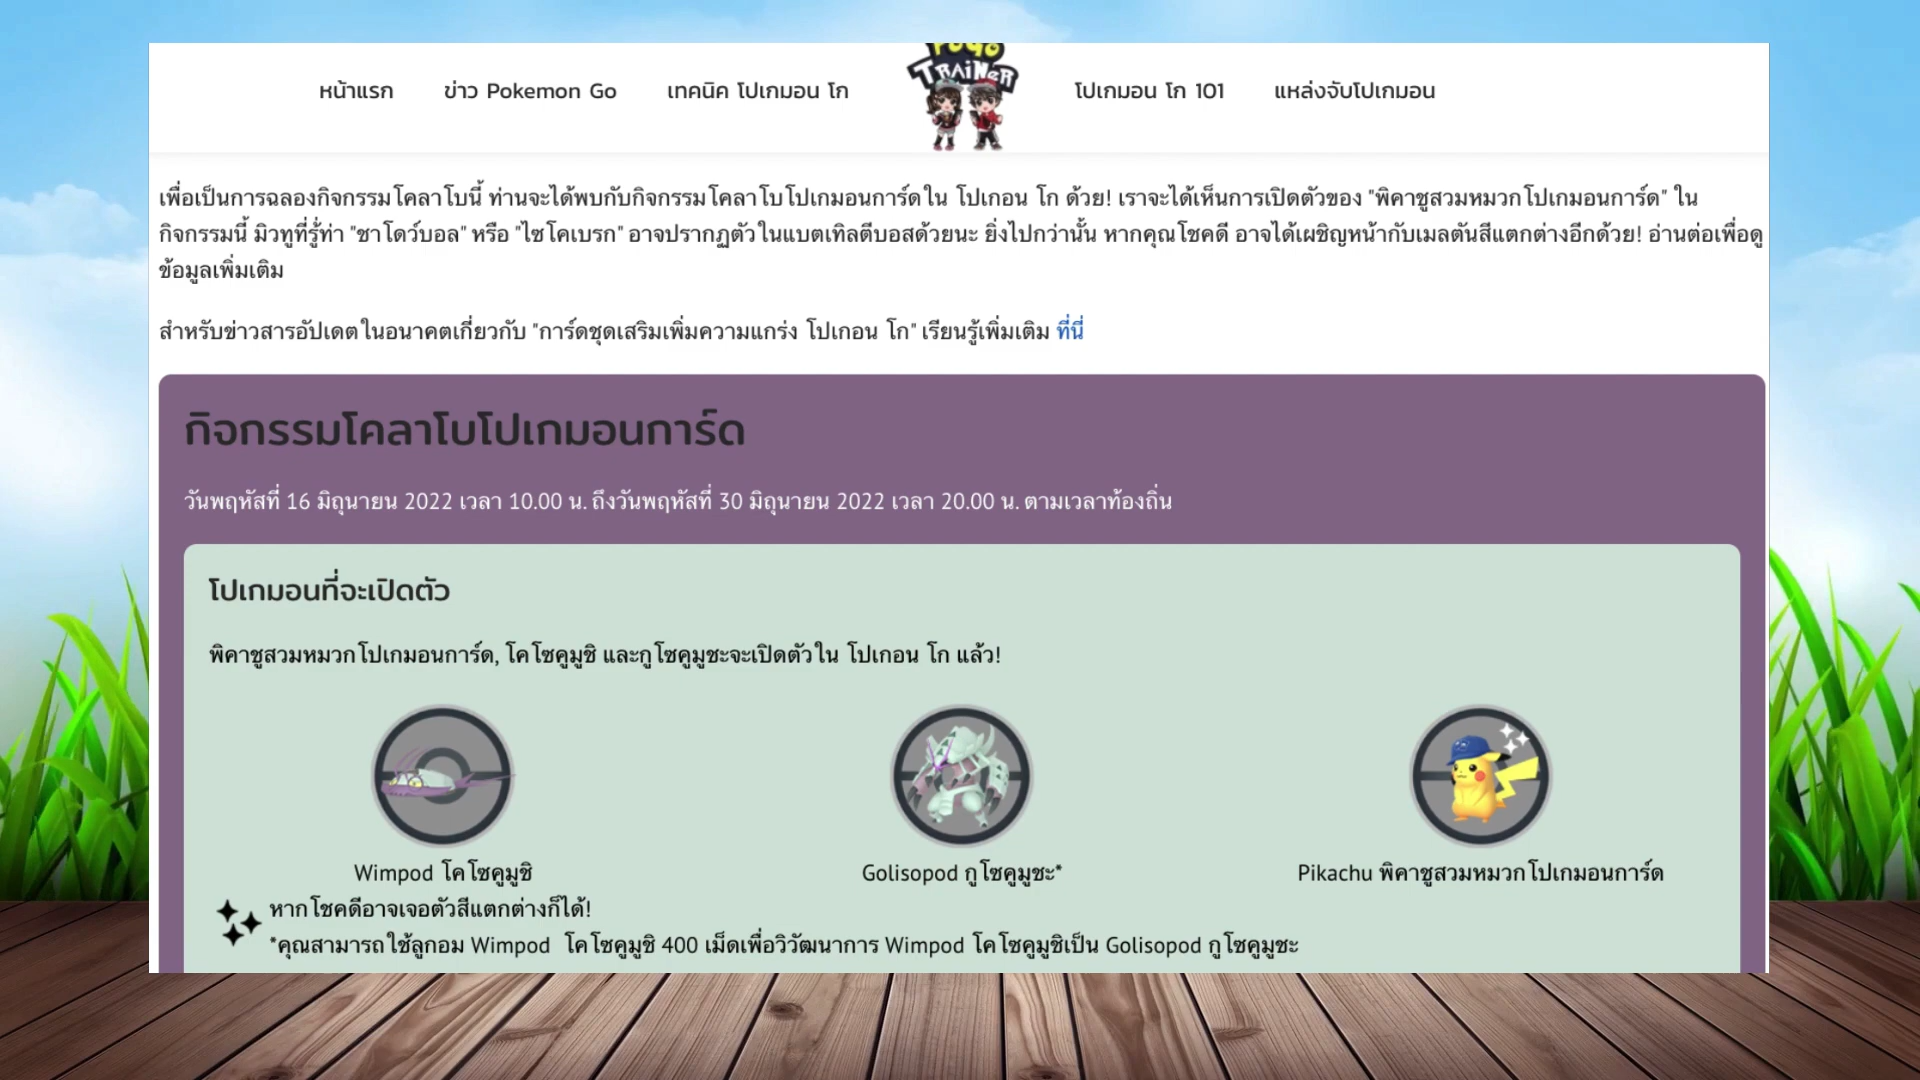 หน้าแรก ข่าว Pokemon Go เทคนิค โปเกมอน โก POGO TRAINER โปเกมอน โก 101 แหล่งจับโปเกมอน
เพื่อเป็นการฉลองกิจกรรมโคลาโบนี้ ท่านจะได้พบกับกิจกรรมโคลาโบโปเกมอนการ์ดใน โปเกอน โก ด้วย! เราจะได้เห็นการเปิดตัวของ "พิคาชูสวมหมวกโปเกมอนการ์ด" ใน
กิจกรรมนี้ มิวทูที่รู้ท่า "ชาโดว์บอล" หรือ "ไซโคเบรก" อาจปรากฏตัวในแบตเทิลตีบอสด้วยนะ ยิ่งไปกว่านั้น หากคุณโชคดี อาจได้เผชิญหน้ากับเมลตันสีแตกต่างอีกด้วย! อ่านต่อเพื่อดู
ข้อมูลเพิ่มเติม
สำหรับข่าวสารอัปเดตในอนาคตเกี่ยวกับ "การ์ดชุดเสริมเพิ่มความแกร่ง โปเกอน โก" เรียนรู้เพิ่มเติม ที่นี่
กิจกรรมโคลาโบโปเกมอนการ์ด
วันพฤหัสที่ 16 มิถุนายน 2022 เวลา 10.00 น. ถึงวันพฤหัสที่ 30 มิถุนายน 2022 เวลา 20.00 น. ตามเวลาท้องถิ่น
โปเกมอนที่จะเปิดตัว
พิคาชูสวมหมวกโปเกมอนการ์ด, โคโซคูมูชิ และกูโซคูมูชะจะเปิดตัวใน โปเกอน โก แล้ว!
Wimpod โคโซคูมูชิ Golisopod กูโซคูมูชะ* Pikachu พิคาชูสวมหมวกโปเกมอนการ์ด
หากโชคดีอาจเจอตัวสีแตกต่างก็ได้!
*คุณสามารถใช้ลูกอม Wimpod โคโซคูมูชิ 400 เม็ดเพื่อวิวัฒนาการ Wimpod โคโซคูมูชิเป็น Golisopod กูโซคูมูชะ